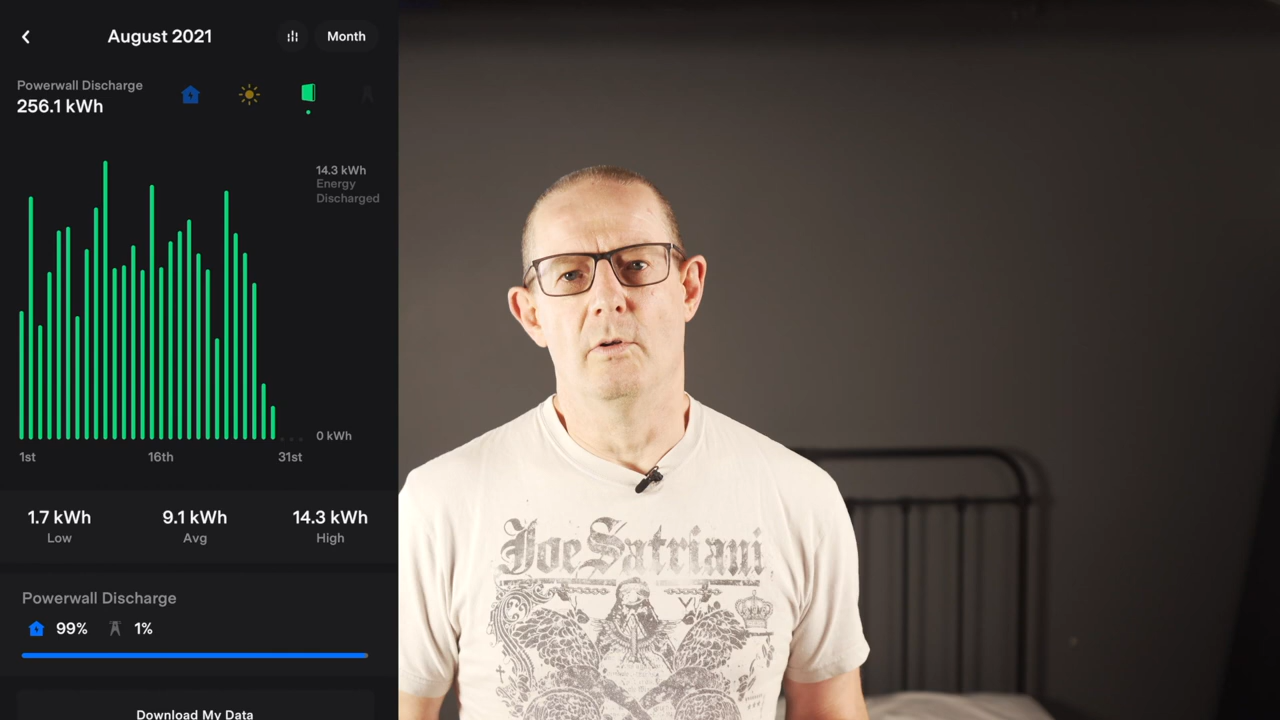 August 2021
Month
Powerwall Discharge
256.1 kWh
14.3 kWh
Energy
Discharged
0 kWh
1st
16th
31st
1.7 kWh
9.1 kWh
14.3 kWh
Low
Avg
High
Powerwall Discharge
99%
1%
Download My Data
Joe Satriani